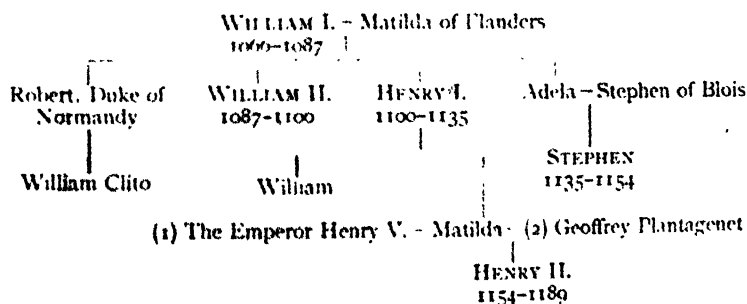 WILLIAM I. – Matilda of Flanders
1066–1087
Robert, Duke of Normandy
WILLIAM II.
1087–1100
HENRY I.
1100–1135
Adela – Stephen of Blois
William Clito
William
STEPHEN
1135–1154
(1) The Emperor Henry V. – Matilda – (2) Geoffrey Plantagenet
HENRY II.
1154–1189